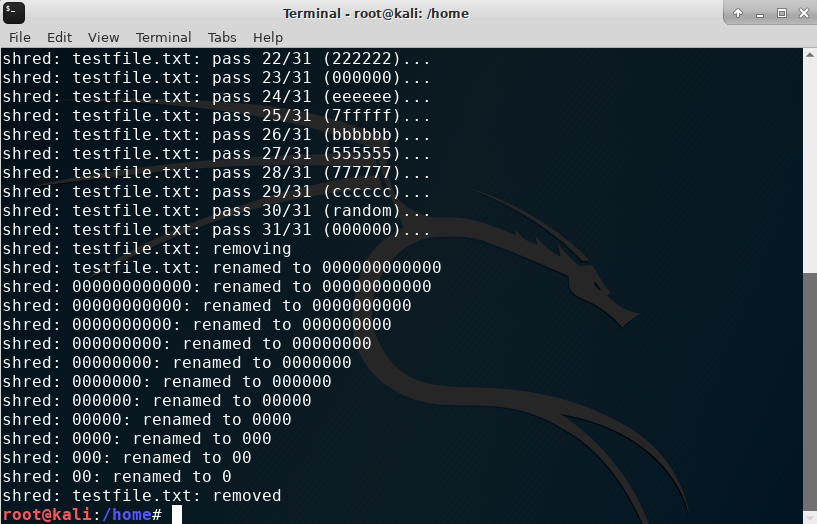 Terminal - root@kali: /home
File Edit View Terminal Tabs Help
shred: testfile.txt: pass 22/31 (222222)...
shred: testfile.txt: pass 23/31 (000000)...
shred: testfile.txt: pass 24/31 (eeeeee)...
shred: testfile.txt: pass 25/31 (7fffff)...
shred: testfile.txt: pass 26/31 (bbbbbb)...
shred: testfile.txt: pass 27/31 (555555)...
shred: testfile.txt: pass 28/31 (777777)...
shred: testfile.txt: pass 29/31 (cccccc)...
shred: testfile.txt: pass 30/31 (random)...
shred: testfile.txt: pass 31/31 (000000)...
shred: testfile.txt: removing
shred: testfile.txt: renamed to 000000000000
shred: 000000000000: renamed to 00000000000
shred: 00000000000: renamed to 0000000000
shred: 0000000000: renamed to 000000000
shred: 000000000: renamed to 00000000
shred: 00000000: renamed to 0000000
shred: 0000000: renamed to 000000
shred: 000000: renamed to 00000
shred: 00000: renamed to 0000
shred: 0000: renamed to 000
shred: 000: renamed to 00
shred: 00: renamed to 0
shred: testfile.txt: removed
root@kali:/home#